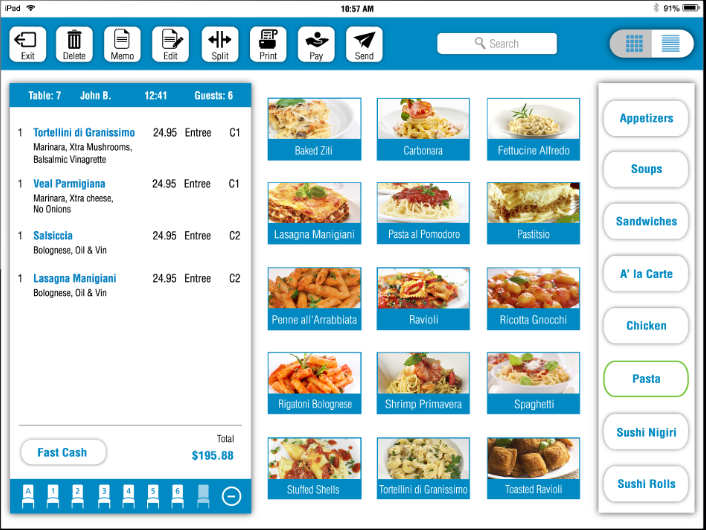 iPad
10:57 AM
91%
Exit
Delete
Memo
Edit
Split
Print
Pay
Send
Search
Table: 7 John B. 12:41 Guests: 6
1 Tortellini di Granissimo 24.95 Entree C1
Marinara, Xtra Mushrooms,
Balsalmic Vinagrette
1 Veal Parmigiana 24.95 Entree C1
Marinara, Xtra cheese,
No Onions
1 Salsiccia 24.95 Entree C2
Bolognese, Oil & Vin
1 Lasagna Manigiani 24.95 Entree C2
Bolognese, Oil & Vin
Fast Cash
Total
$195.88
A 1 2 3 4 5 6
Baked Ziti
Carbonara
Fettucine Alfredo
Lasagna Manigiani
Pasta al Pomodoro
Pastitsio
Penne all'Arrabbiata
Ravioli
Ricotta Gnocchi
Rigatoni Bolognese
Shrimp Primavera
Spaghetti
Stuffed Shells
Tortellini di Granissimo
Toasted Ravioli
Appetizers
Soups
Sandwiches
A' la Carte
Chicken
Pasta
Sushi Nigiri
Sushi Rolls